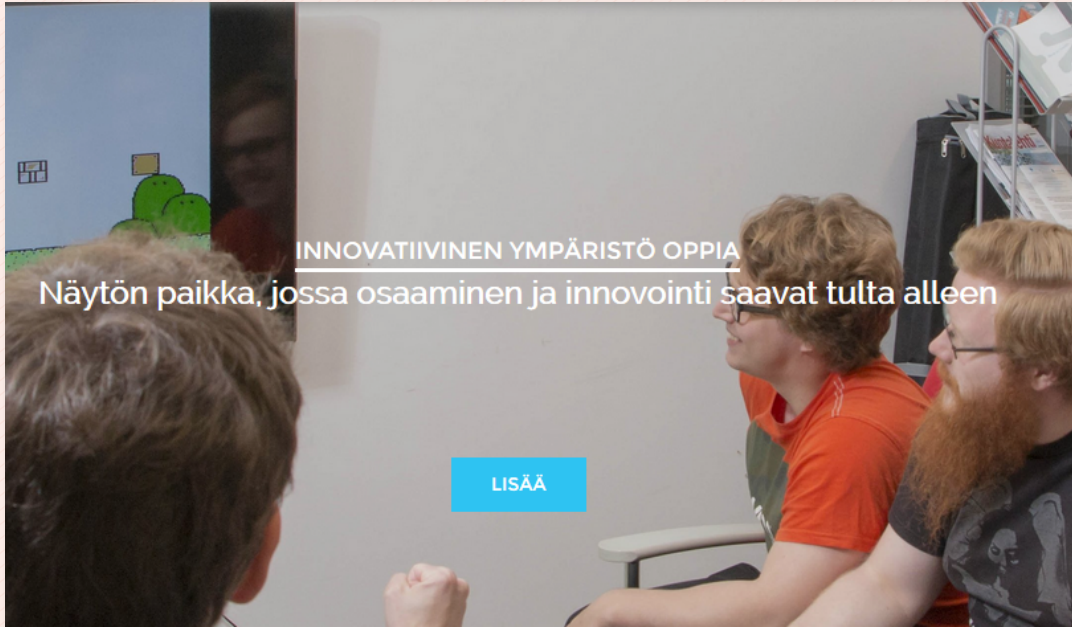 INNOVATIIVINEN YMPÄRISTÖ OPPIA
Näytön paikka, jossa osaaminen ja innovointi saavat tulta alleen
LISÄÄ